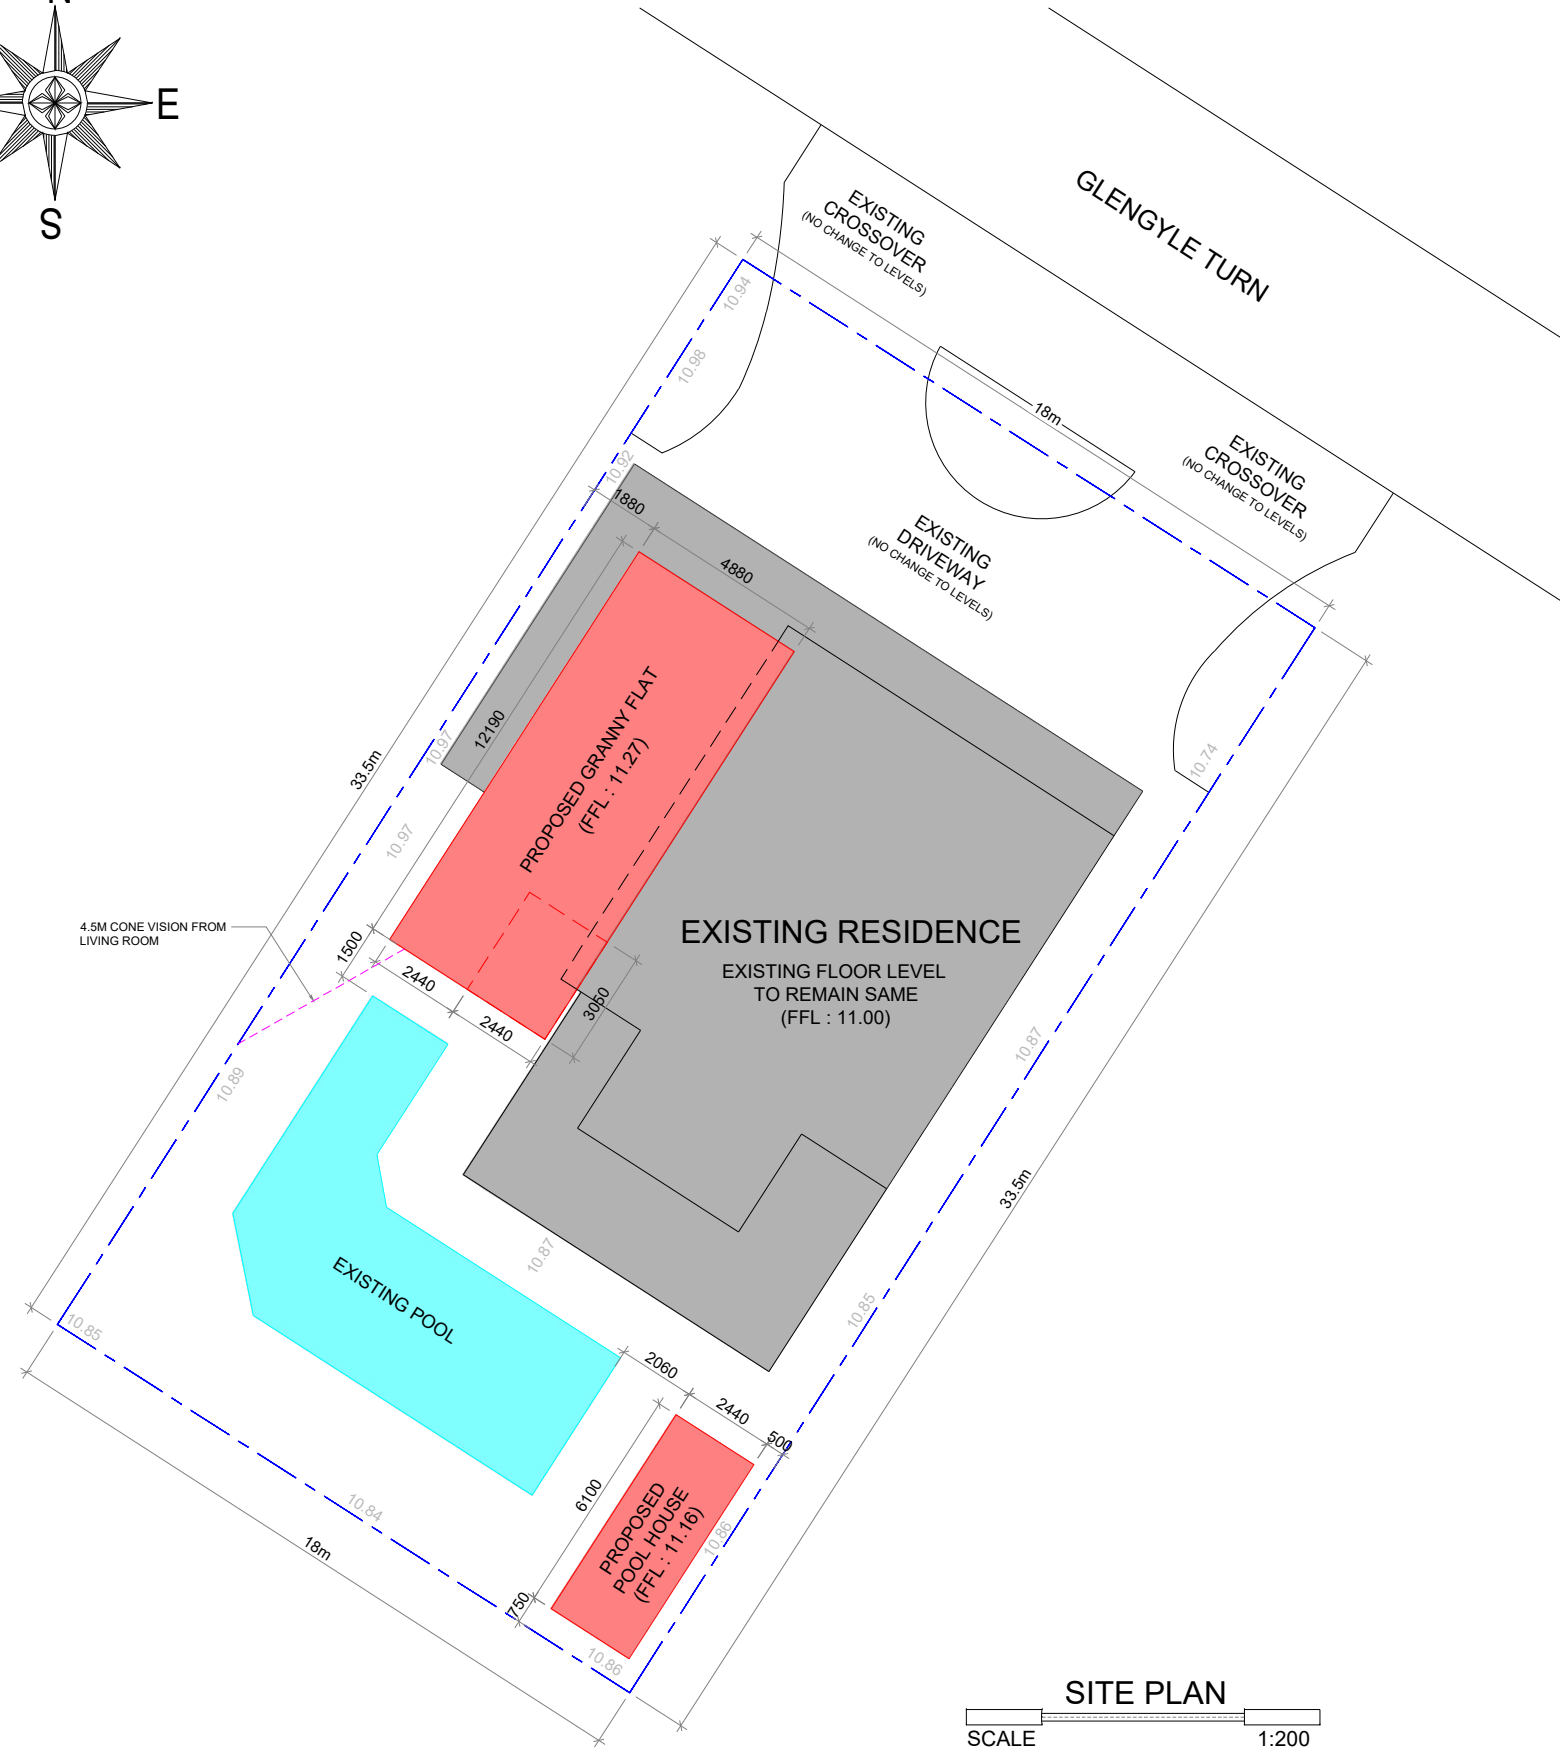 N
E
S
GLENGYLE TURN
EXISTING
CROSSOVER
(NO CHANGE TO LEVELS)
10.94
10.98
18m
EXISTING
CROSSOVER
(NO CHANGE TO LEVELS)
10.92
1880
EXISTING
DRIVEWAY
(NO CHANGE TO LEVELS)
4880
12190
10.97
33.5m
PROPOSED GRANNY FLAT
(FFL : 11.27)
10.74
10.97
4.5M CONE VISION FROM
LIVING ROOM
1500
2440
2440
3050
EXISTING RESIDENCE
EXISTING FLOOR LEVEL
TO REMAIN SAME
(FFL : 11.00)
10.87
10.89
33.5m
10.87
10.85
EXISTING POOL
10.85
2060
2440
500
6100
PROPOSED
POOL HOUSE
(FFL : 11.16)
10.86
10.84
18m
750
10.86
SITE PLAN
SCALE
1:200